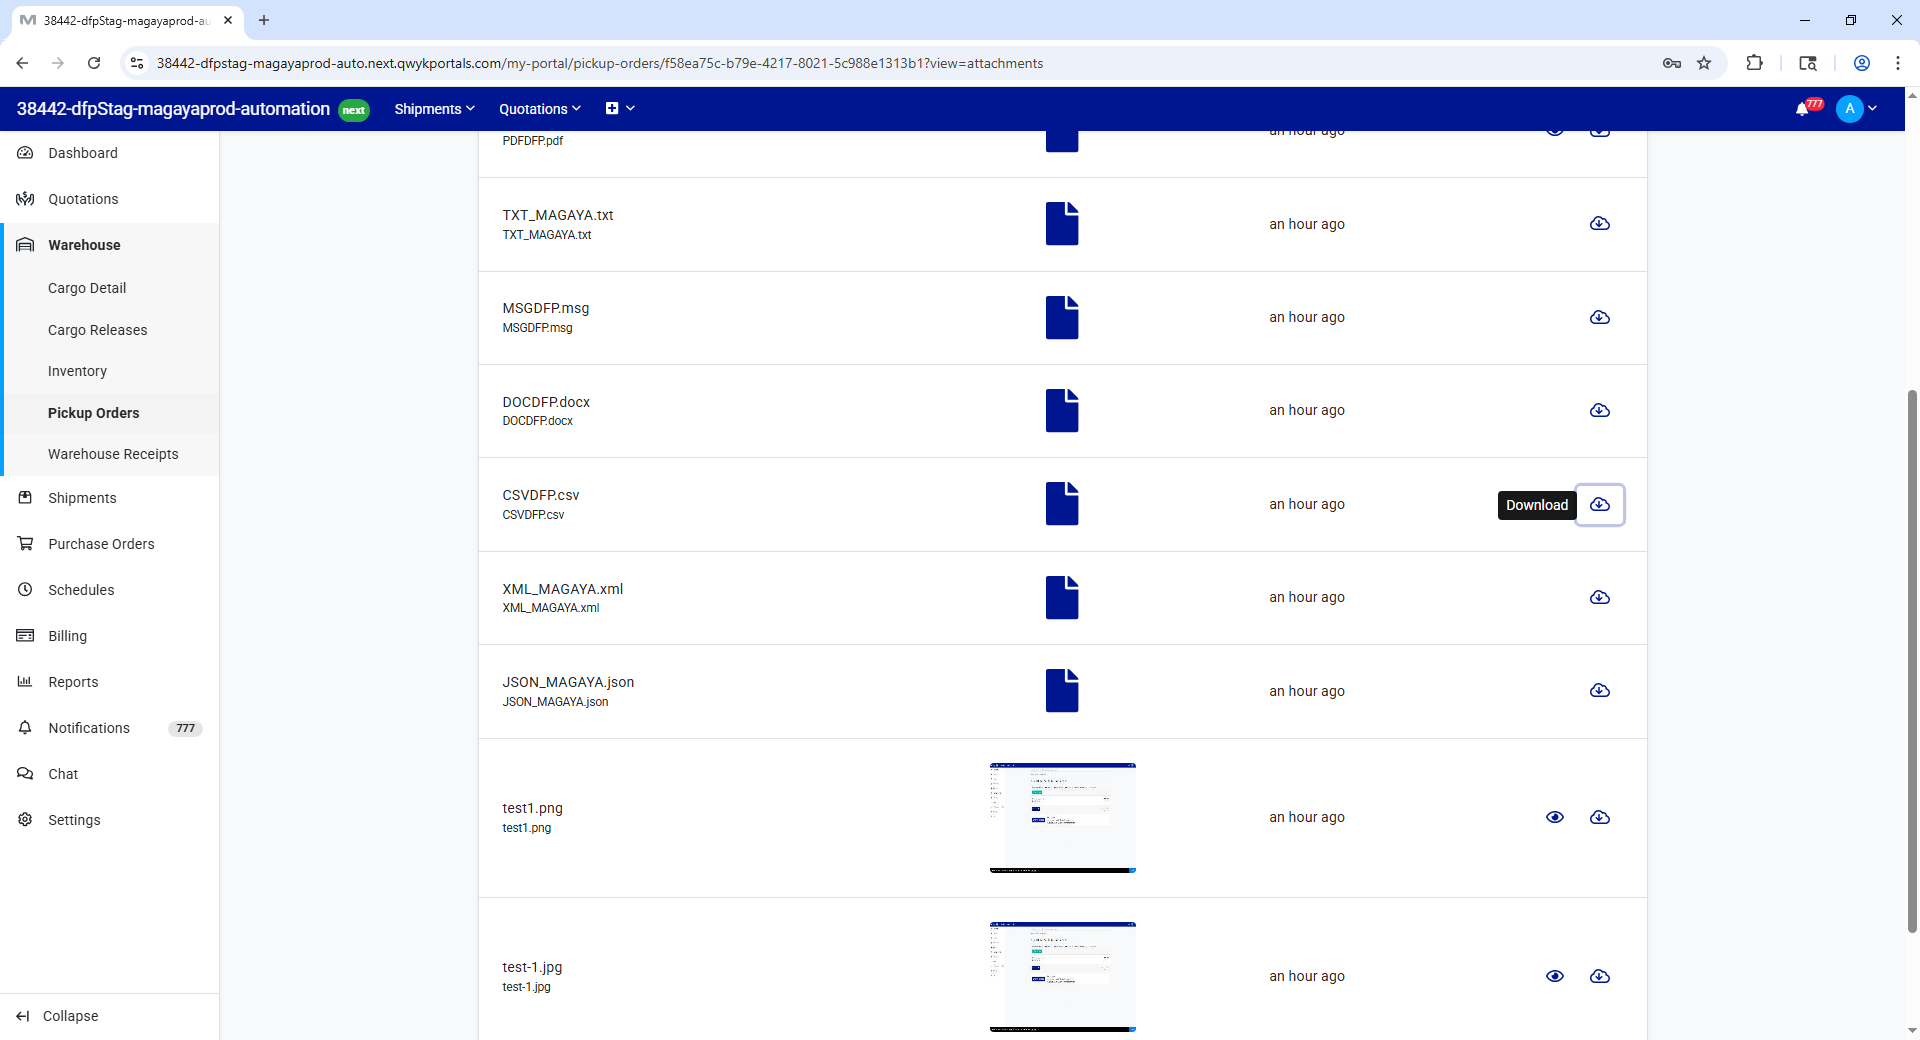 38442-dfpStag-magayaprod-au
38442-dfpstag-magayaprod-auto.next.qwykportals.com/my-portal/pickup-orders/f58ea75c-b79e-4217-8021-5c988e1313b1?view=attachments
38442-dfpStag-magayaprod-automation next Shipments Quotations 777 A
Dashboard
Quotations
Warehouse
Cargo Detail
Cargo Releases
Inventory
Pickup Orders
Warehouse Receipts
Shipments
Purchase Orders
Schedules
Billing
Reports
Notifications 777
Chat
Settings
Collapse
an hour ago
PDFDFP.pdf
TXT_MAGAYA.txt
TXT_MAGAYA.txt
an hour ago
MSGDFP.msg
MSGDFP.msg
an hour ago
DOCDFP.docx
DOCDFP.docx
an hour ago
CSVDFP.csv
CSVDFP.csv
an hour ago
Download
XML_MAGAYA.xml
XML_MAGAYA.xml
an hour ago
JSON_MAGAYA.json
JSON_MAGAYA.json
an hour ago
test1.png
test1.png
an hour ago
test-1.jpg
test-1.jpg
an hour ago